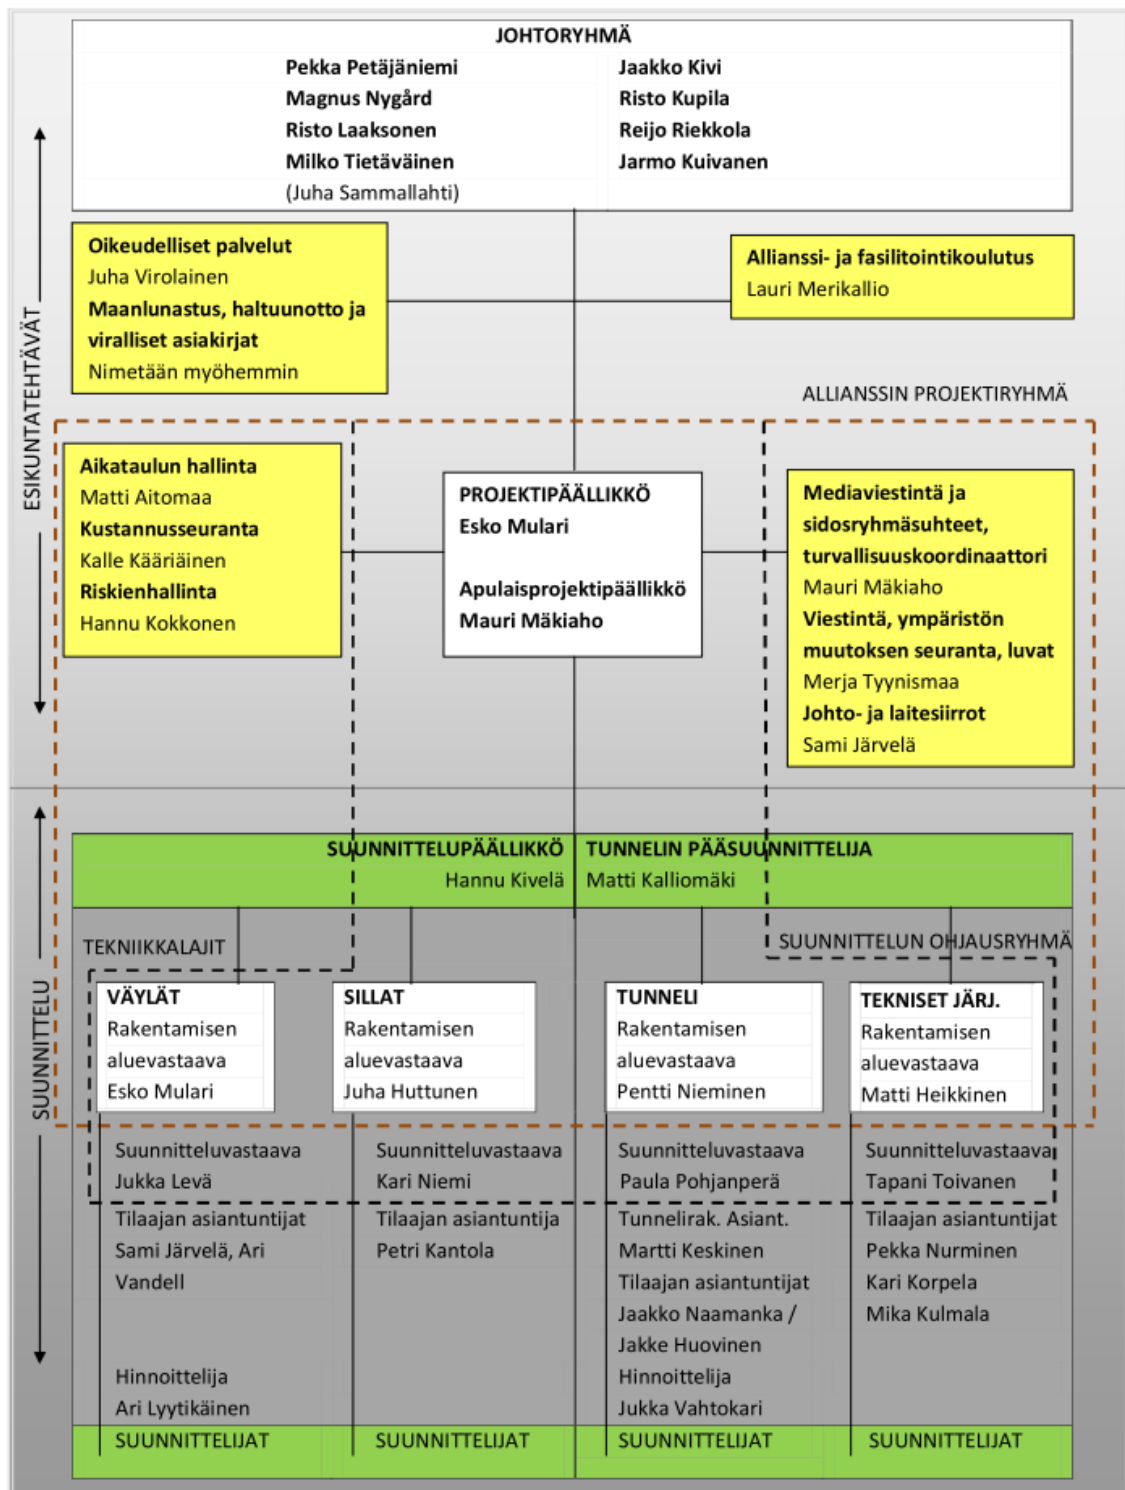 JOHTORYHMÄ
Pekka Petäjäniemi
Magnus Nygård
Risto Laaksonen
Milko Tietäväinen
(Juha Sammallahti)
Jaakko Kivi
Risto Kupila
Reijo Riekkola
Jarmo Kuivanen
ESIKUNTATEHTÄVÄT
Oikeudelliset palvelut
Juha Virolainen
Maanlunastus, haltuunotto ja
viralliset asiakirjat
Nimetään myöhemmin
Allianssi- ja fasilitointikoulutus
Lauri Merikallio
ALLIANSSIN PROJEKTIRYHMÄ
Aikataulun hallinta
Matti Aitomaa
Kustannusseuranta
Kalle Kääriäinen
Riskienhallinta
Hannu Kokkonen
PROJEKTIPÄÄLLIKKÖ
Esko Mulari
Apulaisprojektipäällikkö
Mauri Mäkiaho
Mediaviestintä ja
sidosryhmäsuhteet,
turvallisuuskoordinaattori
Mauri Mäkiaho
Viestintä, ympäristön
muutoksen seuranta, luvat
Merja Tyynismaa
Johto- ja laitesiirrot
Sami Järvelä
SUUNNITTELU
SUUNNITTELUPÄÄLLIKKÖ
Hannu Kivelä
TUNNELIN PÄÄSUUNNITTELIJA
Matti Kalliomäki
TEKNIIKKALAJIT
SUUNNITTELUN OHJAUSRYHMÄ
VÄYLÄT
Rakentamisen
aluevastaava
Esko Mulari
Suunnitteluvastaava
Jukka Levä
Tilaajan asiantuntijat
Sami Järvelä, Ari
Vandell
Hinnoittelija
Ari Lyytikäinen
SUUNNITTELIJAT
SILLAT
Rakentamisen
aluevastaava
Juha Huttunen
Suunnitteluvastaava
Kari Niemi
Tilaajan asiantuntija
Petri Kantola
SUUNNITTELIJAT
TUNNELI
Rakentamisen
aluevastaava
Pentti Nieminen
Suunnitteluvastaava
Paula Pohjanperä
Tunnelirak. Asiant.
Martti Keskinen
Tilaajan asiantuntijat
Jaakko Naamanka /
Jakke Huovinen
Hinnoittelija
Jukka Vahtokari
SUUNNITTELIJAT
TEKNISET JÄRJ.
Rakentamisen
aluevastaava
Matti Heikkinen
Suunnitteluvastaava
Tapani Toivanen
Tilaajan asiantuntijat
Pekka Nurminen
Kari Korpela
Mika Kulmala
SUUNNITTELIJAT